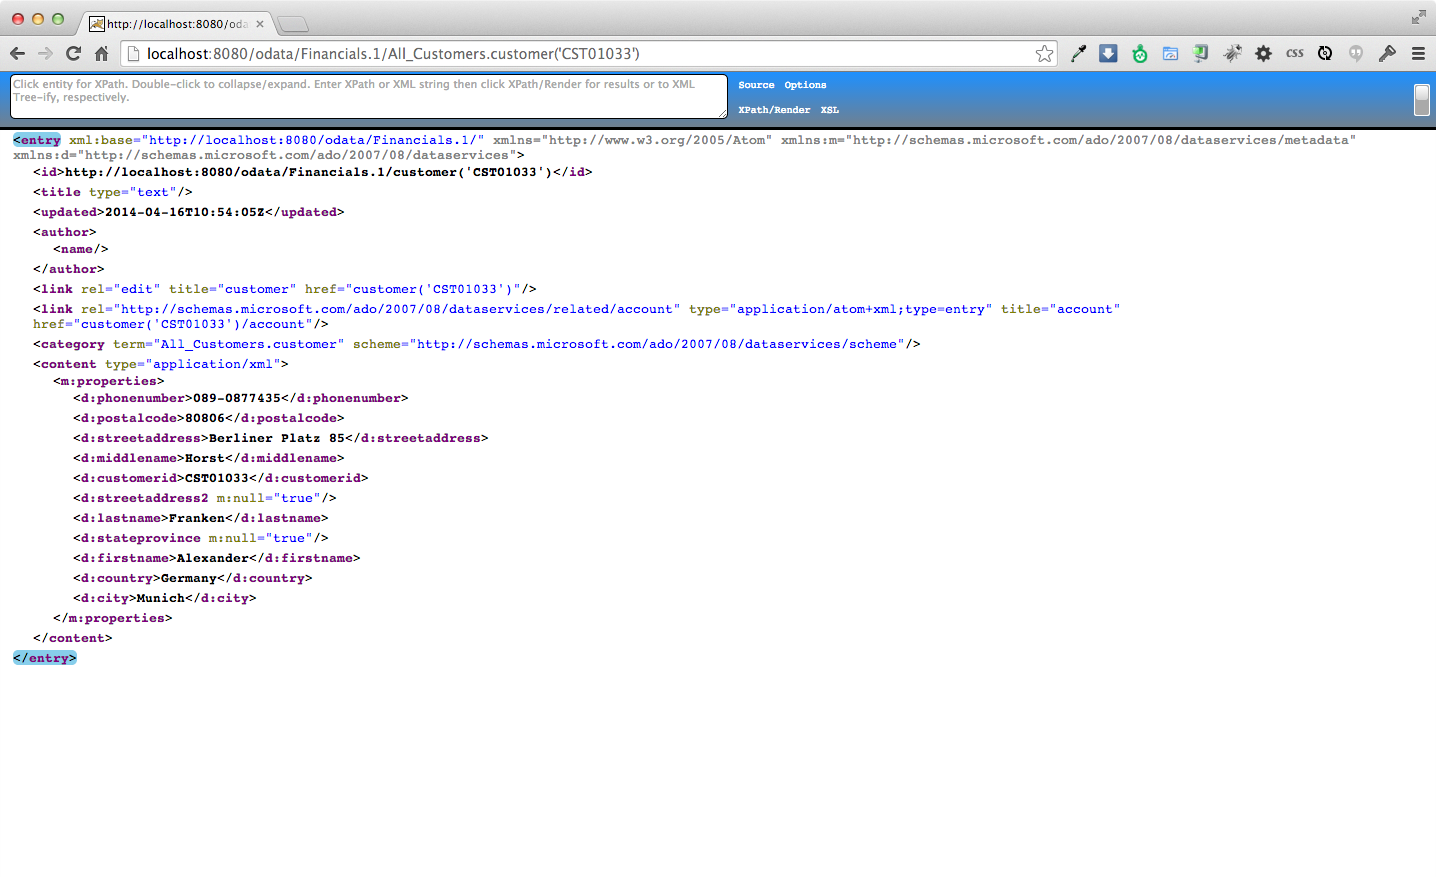 http://localhost:8080/oda
localhost:8080/odata/Financials.1/All_Customers.customer('CST01033')
css
Click entity for XPath. Double-click to collapse/expand. Enter XPath or XML string then click XPath/Render for results or to XML
Tree-ify, respectively.
Source Options
XPath/Render XSL
<entry xml:base="http://localhost:8080/odata/Financials.1/" xmlns="http://www.w3.org/2005/Atom" xmlns:m="http://schemas.microsoft.com/ado/2007/08/dataservices/metadata"
xmlns:d="http://schemas.microsoft.com/ado/2007/08/dataservices">
<id>http://localhost:8080/odata/Financials.1/customer('CST01033')</id>
<title type="text"/>
<updated>2014-04-16T10:54:05Z</updated>
<author>
<name/>
</author>
<link rel="edit" title="customer" href="customer('CST01033')"/>
<link rel="http://schemas.microsoft.com/ado/2007/08/dataservices/related/account" type="application/atom+xml;type=entry" title="account"
href="customer('CST01033')/account"/>
<category term="All_Customers.customer" scheme="http://schemas.microsoft.com/ado/2007/08/dataservices/scheme"/>
<content type="application/xml">
<m:properties>
<d:phonenumber>089-0877435</d:phonenumber>
<d:postalcode>80806</d:postalcode>
<d:streetaddress>Berliner Platz 85</d:streetaddress>
<d:middlename>Horst</d:middlename>
<d:customerid>CST01033</d:customerid>
<d:streetaddress2 m:null="true"/>
<d:lastname>Franken</d:lastname>
<d:stateprovince m:null="true"/>
<d:firstname>Alexander</d:firstname>
<d:country>Germany</d:country>
<d:city>Munich</d:city>
</m:properties>
</content>
</entry>